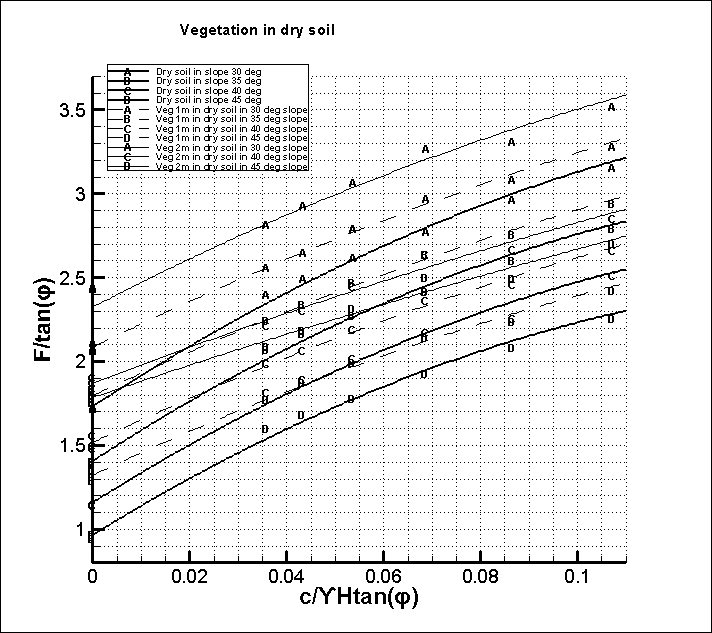 Vegetation in dry soil
A Dry soil in slope 30 deg
B Dry soil in slope 35 deg
C Dry soil in slope 40 deg
B Dry soil in slope 45 deg
A Veg 1m in dry soil in 30 deg slope
B Veg 1m in dry soil in 35 deg slope
C Veg 1m in dry soil in 40 deg slope
D Veg 1m in dry soil in 45 deg slope
A Veg 2m in dry soil in 30 deg slope
C Veg 2m in dry soil in 40 deg slope
D Veg 2m in dry soil in 45 deg slope
3.5
3
2.5
2
1.5
1
F/tan(φ)
0 0.02 0.04 0.06 0.08 0.1
c/ϒHtan(φ)